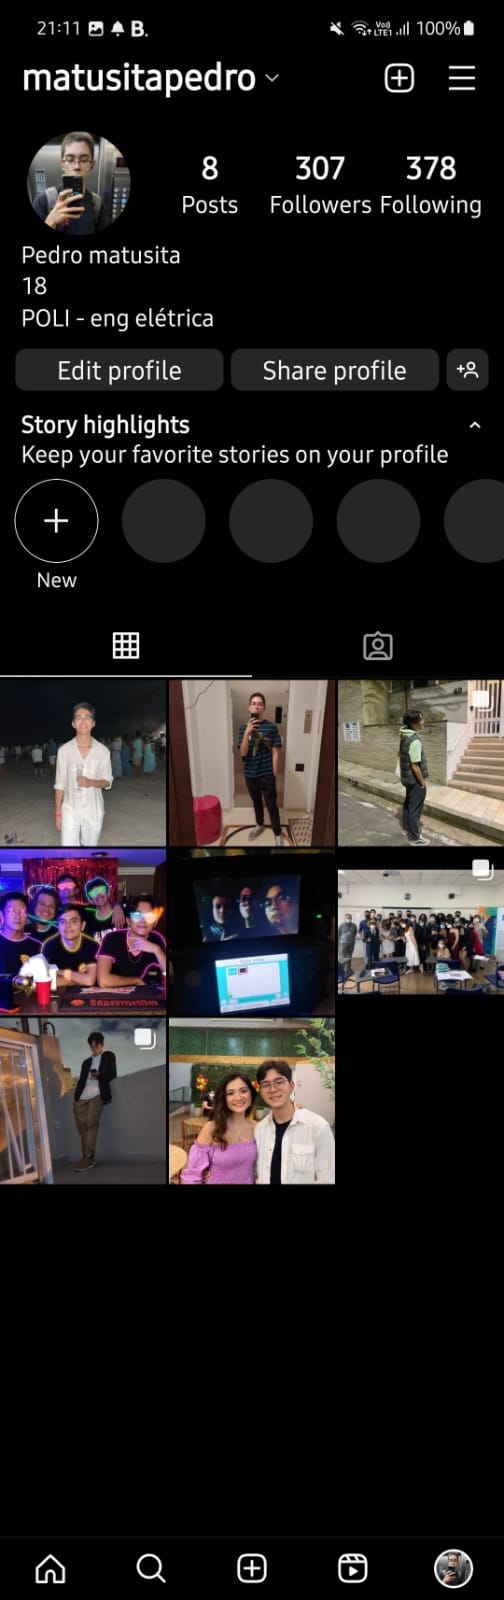 21:11 B. Vo) LTE1 100%
matusitapedro
8 307 378
Posts Followers Following
Pedro matusita
18
POLI - eng elétrica
Edit profile Share profile
Story highlights
Keep your favorite stories on your profile
New
Jägermeister